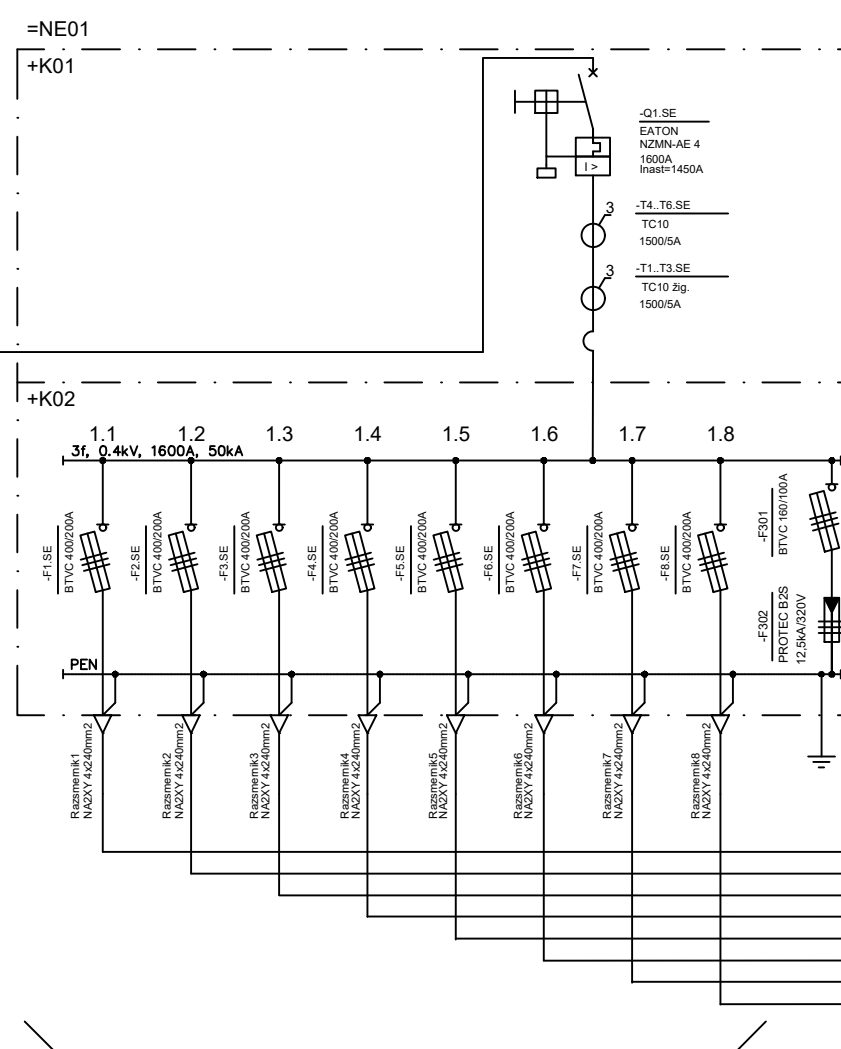 =NE01
+K01
-Q1.SE
EATON
NZMN-AE 4
1600A
Inast=1450A
I >
3
-T4..T6.SE
TC10
1500/5A
3
-T1..T3.SE
TC10 žig.
1500/5A
+K02
1.1
1.2
1.3
1.4
1.5
1.6
1.7
1.8
3f, 0.4kV, 1600A, 50kA
-F1.SE
BTVC 400/200A
-F2.SE
BTVC 400/200A
-F3.SE
BTVC 400/200A
-F4.SE
BTVC 400/200A
-F5.SE
BTVC 400/200A
-F6.SE
BTVC 400/200A
-F7.SE
BTVC 400/200A
-F8.SE
BTVC 400/200A
-F301
BTVC 160/100A
-F302
PROTEC B2S
12,5kA/320V
PEN
Razsmernik1
NA2XY 4x240mm2
Razsmernik2
NA2XY 4x240mm2
Razsmernik3
NA2XY 4x240mm2
Razsmernik4
NA2XY 4x240mm2
Razsmernik5
NA2XY 4x240mm2
Razsmernik6
NA2XY 4x240mm2
Razsmernik7
NA2XY 4x240mm2
Razsmernik8
NA2XY 4x240mm2